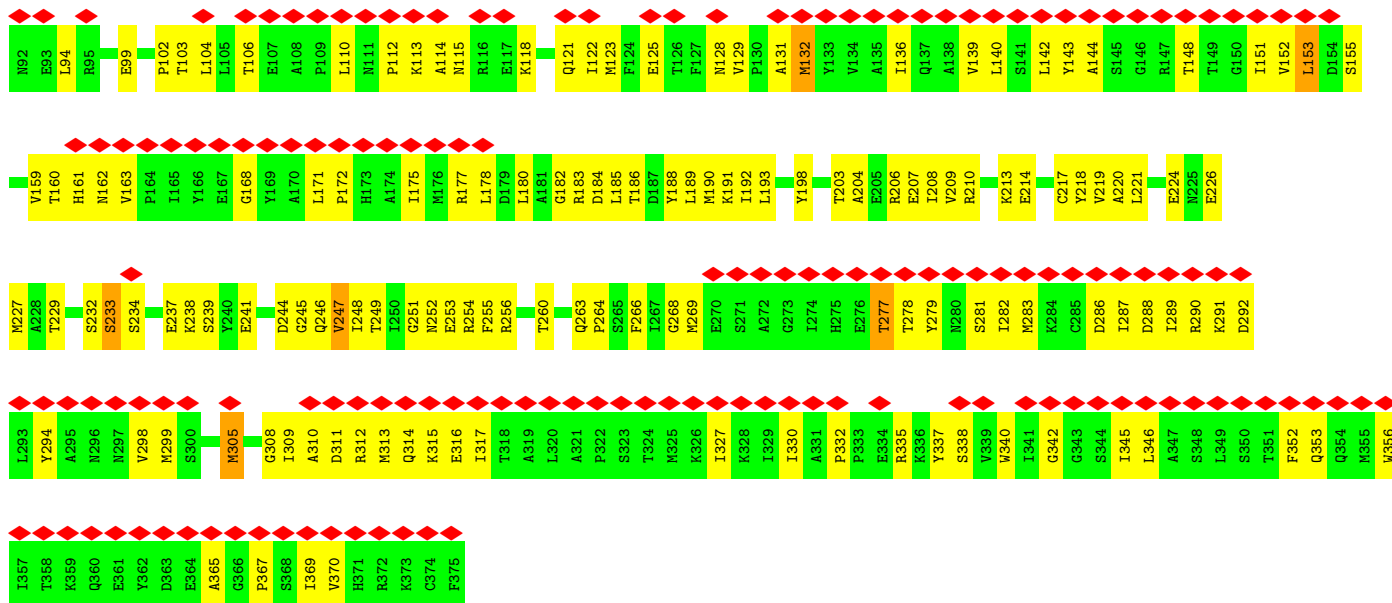 N92 E93 L94 R95 E99 P102 T103 L104 L105 T106 E107 A108 P109 L110 N111 P112 K113 A114 N115 R116 E117 K118 Q121 I122 M123 F124 E125 T126 F127 N128 V129 P130 A131 M132 Y133 V134 A135 I136 Q137 A138 V139 L140 S141 L142 Y143 A144 S145 G146 R147 T148 T149 G150 I151 V152 L153 D154 S155
V159 T160 H161 N162 V163 P164 I165 Y166 E167 G168 Y169 A170 L171 P172 H173 A174 I175 M176 R177 L178 D179 L180 A181 G182 R183 D184 L185 T186 D187 Y188 L189 M190 K191 I192 L193 Y198 T203 A204 E205 R206 E207 I208 V209 R210 K213 E214 C217 Y218 V219 A220 L221 E224 N225 E226
M227 A228 T229 S232 S233 S234 E237 K238 S239 Y240 E241 D244 G245 Q246 V247 I248 T249 I250 G251 N252 E253 R254 F255 R256 T260 Q263 P264 S265 F266 I267 G268 M269 E270 S271 A272 G273 I274 H275 E276 T277 T278 Y279 N280 S281 I282 M283 K284 C285 D286 I287 D288 I289 R290 K291 D292
L293 Y294 A295 N296 N297 V298 M299 S300 M305 G308 I309 A310 D311 R312 M313 Q314 K315 E316 I317 T318 A319 L320 A321 P322 S323 T324 M325 K326 I327 K328 I329 I330 A331 P332 P333 E334 R335 K336 Y337 S338 V339 W340 I341 G342 G343 S344 I345 L346 A347 S348 L349 S350 T351 F352 Q353 Q354 M355 W356
I357 T358 K359 Q360 E361 Y362 D363 E364 A365 G366 P367 S368 I369 V370 H371 R372 K373 C374 F375